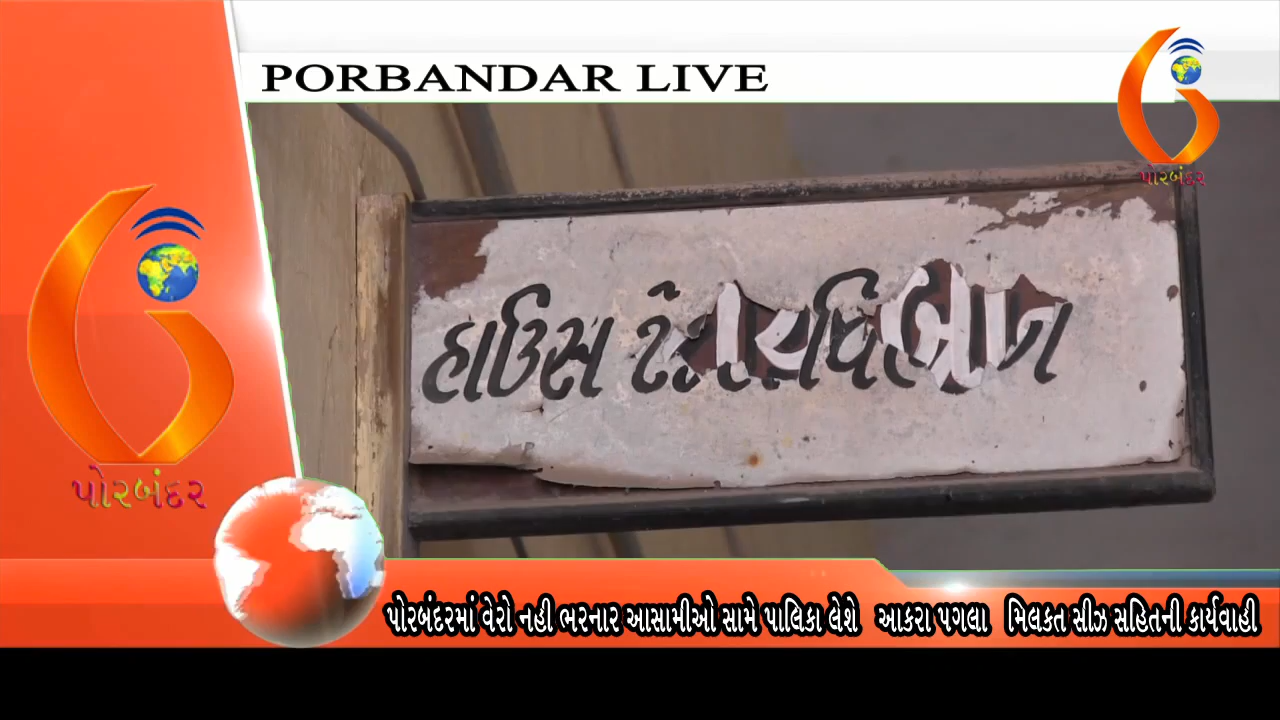 PORBANDAR LIVE
પોરબંદર
હાઉસ ટેક્ષ વિભાગ
પોરબંદર
પોરબંદરમાં વેરો નહી ભરનાર આસામીઓ સામે પાલિકા લેશે આકરા પગલા મિલકત સીઝ સહિતની કાર્યવાહી